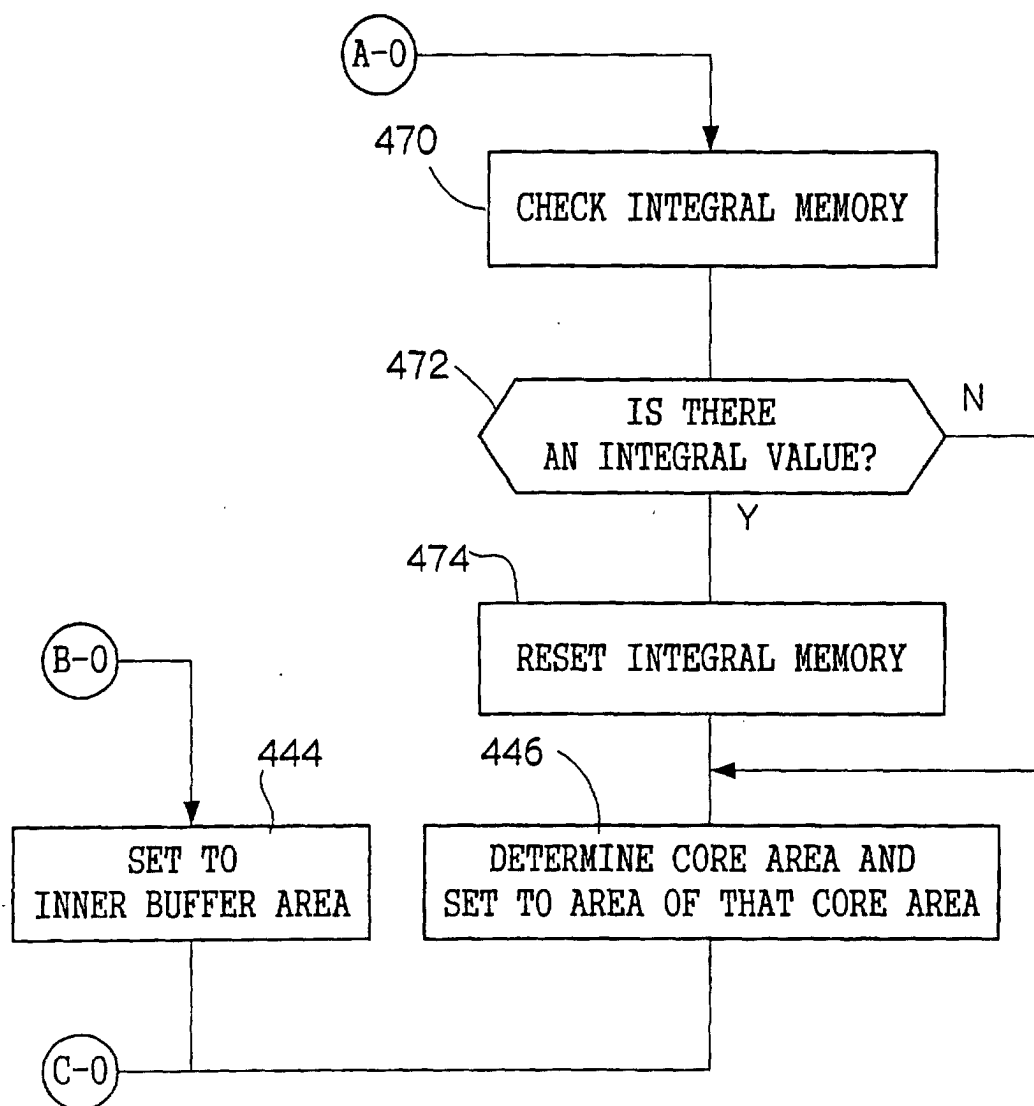 A-0
470
CHECK INTEGRAL MEMORY
472
IS THERE
AN INTEGRAL VALUE?
N
Y
474
RESET INTEGRAL MEMORY
B-0
444
SET TO
INNER BUFFER AREA
446
DETERMINE CORE AREA AND
SET TO AREA OF THAT CORE AREA
C-0